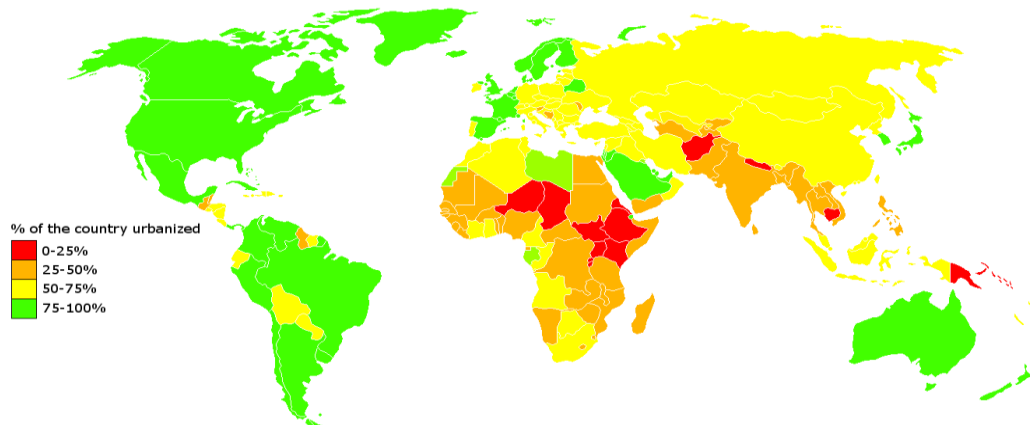 % of the country urbanized
0-25%
25-50%
50-75%
75-100%